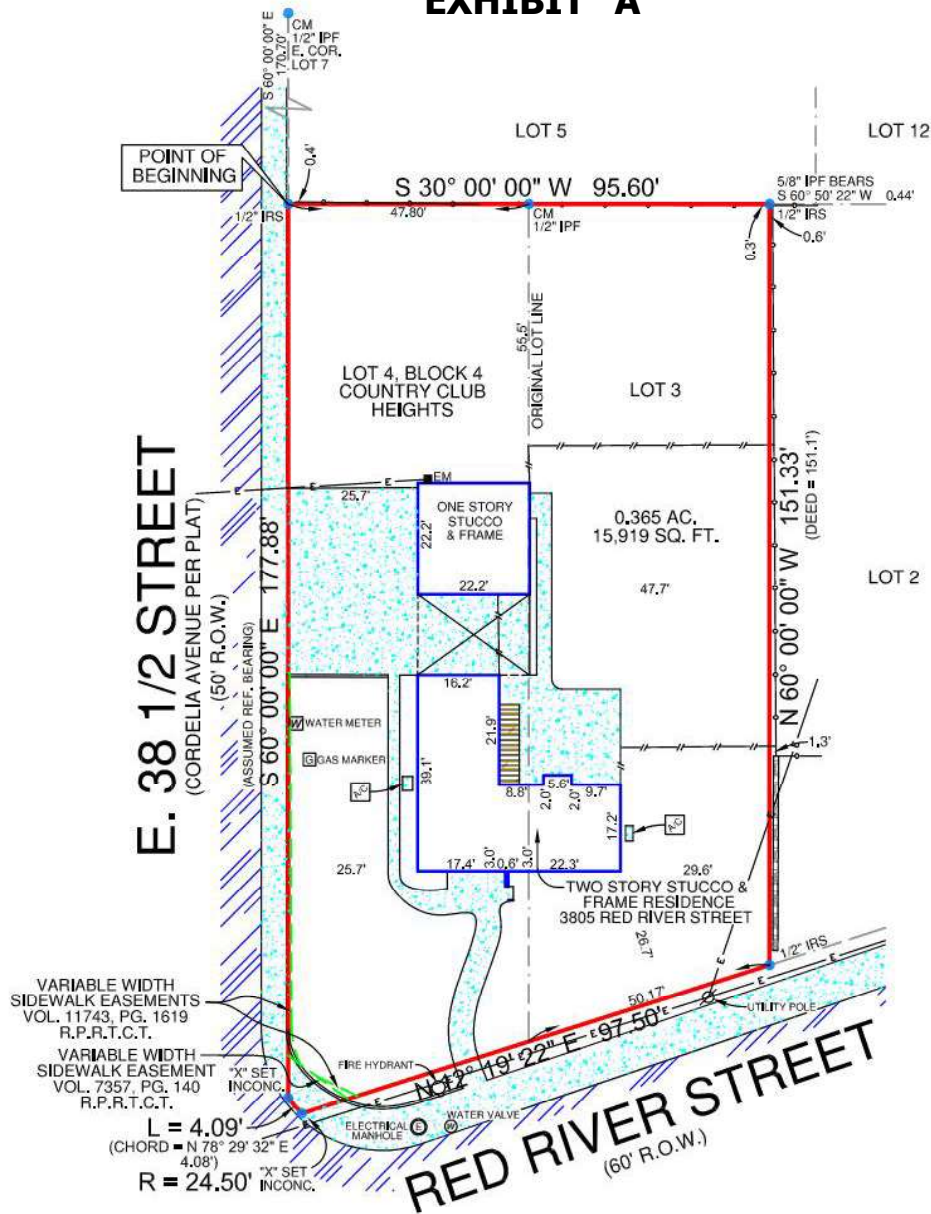 EXHIBIT "A"
S 60° 00' 00" E
170.70'
CM
1/2" IPF
E. COR.
LOT 7
LOT 5
LOT 12
POINT OF
BEGINNING
0.4'
S 30° 00' 00" W 95.60'
5/8" IPF BEARS
S 60° 50' 22" W 0.44'
1/2" IRS
47.80'
CM
1/2" IPF
1/2" IRS
0.3'
0.6'
55.5'
ORIGINAL LOT LINE
LOT 4, BLOCK 4
COUNTRY CLUB
HEIGHTS
LOT 3
E. 38 1/2 STREET
(CORDELIA AVENUE PER PLAT)
(50' R.O.W.)
(ASSUMED REF. BEARING)
S 60° 00' 00" E 177.88'
N 60° 00' 00" W 151.33'
(DEED = 151.1')
E
E
E
EM
25.7'
ONE STORY
STUCCO
& FRAME
22.2'
22.2'
0.365 AC.
15,919 SQ. FT.
47.7'
LOT 2
16.2'
W WATER METER
G GAS MARKER
21.9'
39.1'
A/C
8.8'
2.0'
5.6'
2.0'
9.7'
17.2'
A/C
1.3'
E
25.7'
17.4'
3.0'
0.6'
3.0'
22.3'
29.6'
TWO STORY STUCCO &
FRAME RESIDENCE
3805 RED RIVER STREET
26.7'
E
1/2" IRS
VARIABLE WIDTH
SIDEWALK EASEMENTS
VOL. 11743, PG. 1619
R.P.R.T.C.T.
VARIABLE WIDTH
SIDEWALK EASEMENT
VOL. 7357, PG. 140
R.P.R.T.C.T.
"X" SET
INCONC.
50.17'
UTILITY POLE
FIRE HYDRANT
N 12° 19' 22" E 97.50'
E
E
E
E
L = 4.09'
(CHORD = N 78° 29' 32" E
4.08')
R = 24.50'
"X" SET
INCONC.
ELECTRICAL
MANHOLE
E
WATER VALVE
W
RED RIVER STREET
(60' R.O.W.)